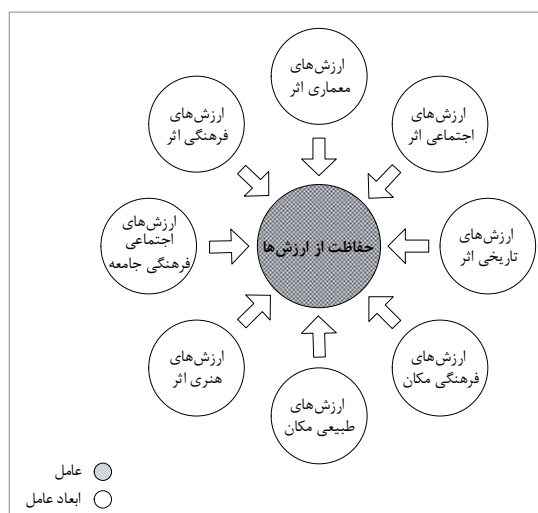 ارزش‌های
معماری اثر
ارزش‌های
اجتماعی اثر
ارزش‌های
تاریخی اثر
ارزش‌های
فرهنگی مکان
ارزش‌های
طبیعی مکان
ارزش‌های
هنری اثر
ارزش‌های
اجتماعی
فرهنگی جامعه
ارزش‌های
فرهنگی اثر
حفاظت از ارزش‌ها
عامل
ابعاد عامل